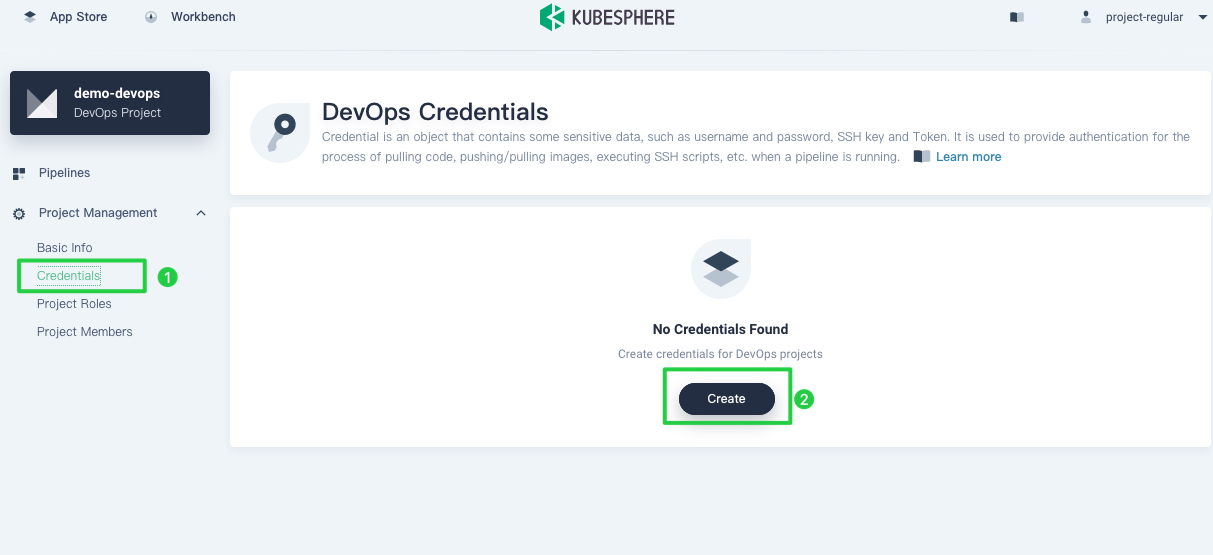 App Store
Workbench
KUBESPHERE
project-regular
demo-devops
DevOps Project
Pipelines
Project Management
Basic Info
Credentials
1
Project Roles
Project Members
DevOps Credentials
Credential is an object that contains some sensitive data, such as username and password, SSH key and Token. It is used to provide authentication for the
process of pulling code, pushing/pulling images, executing SSH scripts, etc. when a pipeline is running. Learn more
No Credentials Found
Create credentials for DevOps projects
Create
2